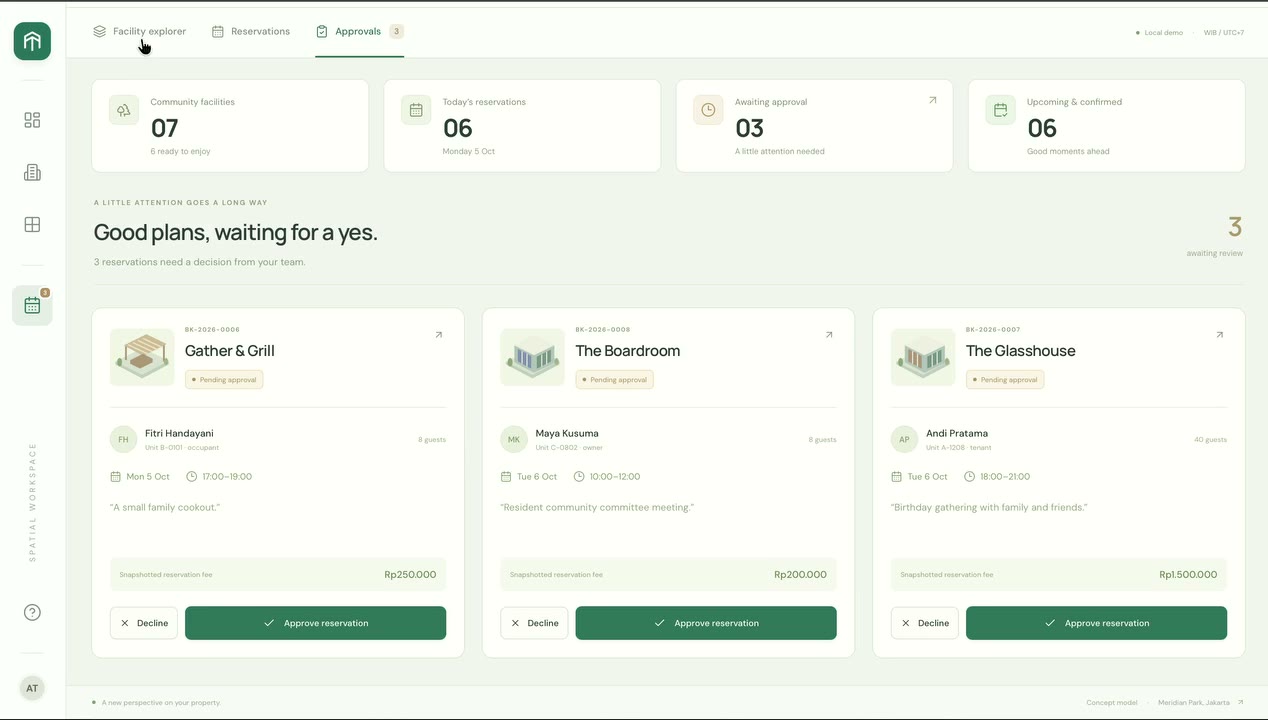 Facility explorer
Reservations
Approvals
3
Local demo · WIB / UTC+7
Community facilities
07
6 ready to enjoy
Today's reservations
06
Monday 5 Oct
Awaiting approval
03
A little attention needed
Upcoming & confirmed
06
Good moments ahead
A LITTLE ATTENTION GOES A LONG WAY
Good plans, waiting for a yes.
3 reservations need a decision from your team.
3
awaiting review
3
SPATIAL WORKSPACE
AT
BK-2026-0006
Gather & Grill
Pending approval
FH
Fitri Handayani
Unit B-0101 · occupant
8 guests
Mon 5 Oct
17:00–19:00
“A small family cookout.”
Snapshotted reservation fee
Rp250.000
Decline
Approve reservation
BK-2026-0008
The Boardroom
Pending approval
MK
Maya Kusuma
Unit C-0802 · owner
8 guests
Tue 6 Oct
10:00–12:00
“Resident community committee meeting.”
Snapshotted reservation fee
Rp200.000
Decline
Approve reservation
BK-2026-0007
The Glasshouse
Pending approval
AP
Andi Pratama
Unit A-1208 · tenant
40 guests
Tue 6 Oct
18:00–21:00
“Birthday gathering with family and friends.”
Snapshotted reservation fee
Rp1.500.000
Decline
Approve reservation
A new perspective on your property.
Concept model · Meridian Park, Jakarta